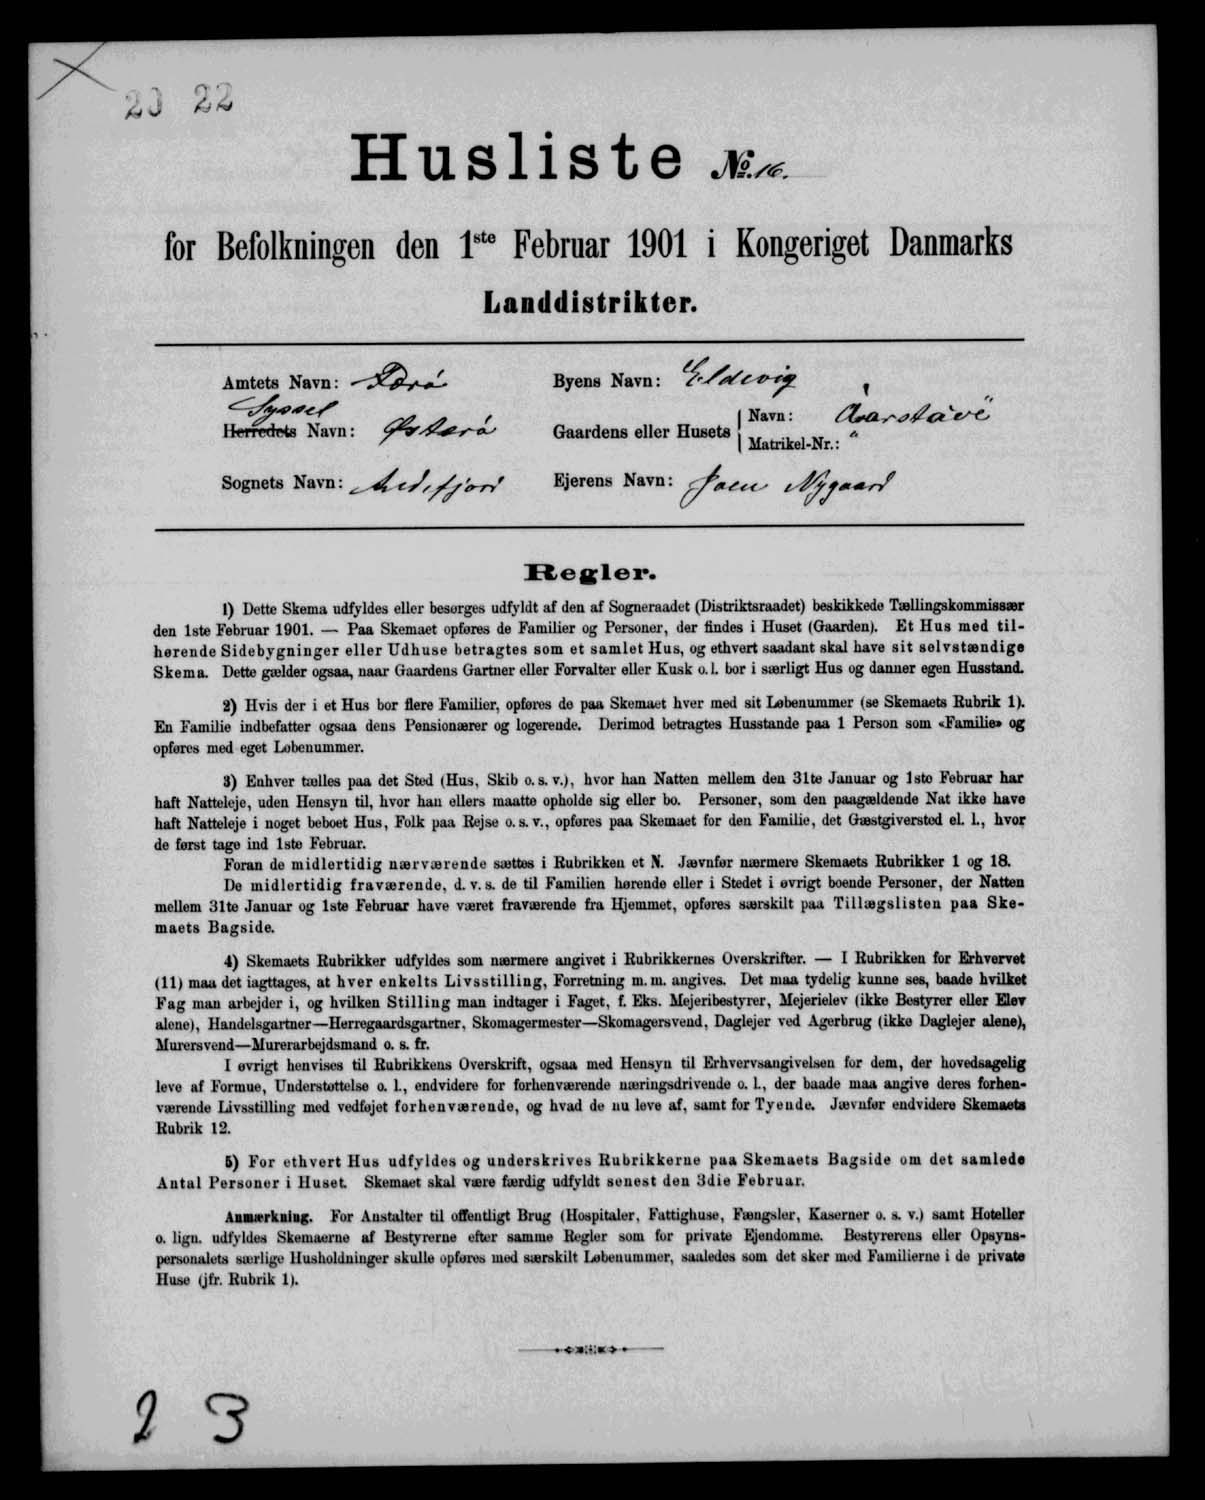 20 22
Husliste No. 16.
for Befolkningen den 1ste Februar 1901 i Kongeriget Danmarks
Landdistrikter.
Amtets Navn: Færø
Byens Navn: Eldevig
Syssel
Herredets Navn: Østerø
Gaardens eller Husets
Navn:
Matrikel-Nr.: "
Sognets Navn: Andefjord
Ejerens Navn: Joen Nygaard
Regler.
1) Dette Skema udfyldes eller besørges udfyldt af den af Sogneraadet (Distriktsraadet) beskikkede Tællingskommissær
den 1ste Februar 1901. — Paa Skemaet opføres de Familier og Personer, der findes i Huset (Gaarden). Et Hus med til-
hørende Sidebygninger eller Udhuse betragtes som et samlet Hus, og ethvert saadant skal have sit selvstændige
Skema. Dette gælder ogsaa, naar Gaardens Gartner eller Forvalter eller Kusk o. l. bor i særligt Hus og danner egen Husstand.
2) Hvis der i et Hus bor flere Familier, opføres de paa Skemaet hver med sit Løbenummer (se Skemaets Rubrik 1).
En Familie indbefatter ogsaa dens Pensionærer og logerende. Derimod betragtes Husstande paa 1 Person som «Familie» og
opføres med eget Løbenummer.
3) Enhver tælles paa det Sted (Hus, Skib o. s. v.), hvor han Natten mellem den 31te Januar og 1ste Februar har
haft Natteleje, uden Hensyn til, hvor han ellers maatte opholde sig eller bo. Personer, som den paagældende Nat ikke have
haft Natteleje i noget beboet Hus, Folk paa Rejse o. s. v., opføres paa Skemaet for den Familie, det Gæstgiversted el. l., hvor
de først tage ind 1ste Februar.
Foran de midlertidig nærværende sættes i Rubrikken et N. Jævnfør nærmere Skemaets Rubrikker 1 og 18.
De midlertidig fraværende, d. v. s. de til Familien hørende eller i Stedet i øvrigt boende Personer, der Natten
mellem 31te Januar og 1ste Februar have været fraværende fra Hjemmet, opføres særskilt paa Tillægslisten paa Ske-
maets Bagside.
4) Skemaets Rubrikker udfyldes som nærmere angivet i Rubrikkernes Overskrifter. — I Rubrikken for Erhvervet
(11) maa det iagttages, at hver enkelts Livsstilling, Forretning m. m. angives. Det maa tydelig kunne ses, baade hvilket
Fag man arbejder i, og hvilken Stilling man indtager i Faget, f. Eks. Mejeribestyrer, Mejerielev (ikke Bestyrer eller Elev
alene), Handelsgartner—Herregaardsgartner, Skomagermester—Skomagersvend, Daglejer ved Agerbrug (ikke Daglejer alene),
Murersvend—Murerarbejdsmand o. s. fr.
I øvrigt henvises til Rubrikkens Overskrift, ogsaa med Hensyn til Erhvervsangivelsen for dem, der hovedsagelig
leve af Formue, Understøttelse o. l., endvidere for forhenværende næringsdrivende o. l., der baade maa angive deres forhen-
værende Livsstilling med vedføjet forhenværende, og hvad de nu leve af, samt for Tyende. Jævnfør endvidere Skemaets
Rubrik 12.
5) For ethvert Hus udfyldes og underskrives Rubrikkerne paa Skemaets Bagside om det samlede
Antal Personer i Huset. Skemaet skal være færdig udfyldt senest den 3die Februar.
Anmærkning. For Anstalter til offentligt Brug (Hospitaler, Fattighuse, Fængsler, Kaserner o. s. v.) samt Hoteller
o. lign. udfyldes Skemaerne af Bestyrerne efter samme Regler som for private Ejendomme. Bestyrerens eller Opsyns-
personalets særlige Husholdninger skulle opføres med særskilt Løbenummer, saaledes som det sker med Familierne i de private
Huse (jfr. Rubrik 1).
2 3